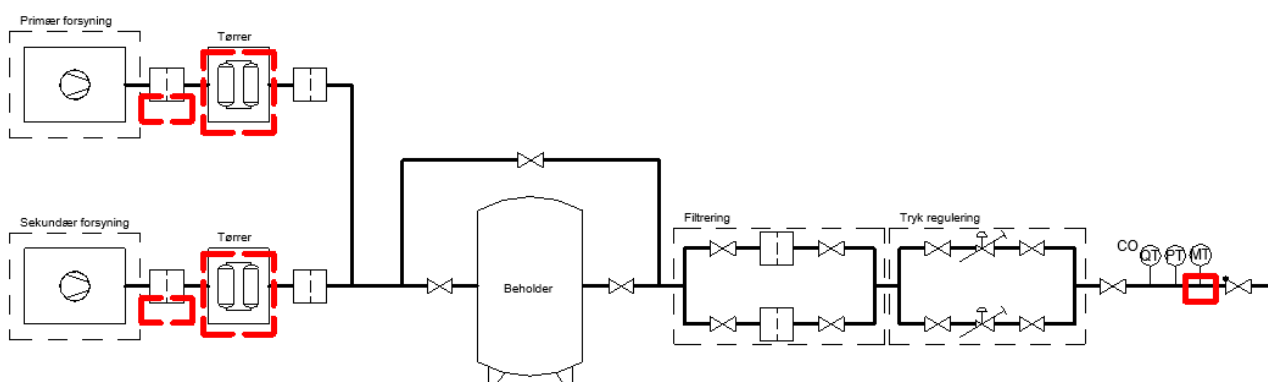 Primær forsyning
Tørrer
Sekundær forsyning
Tørrer
Beholder
Filtrering
Tryk regulering
CO
QT
PT
MT